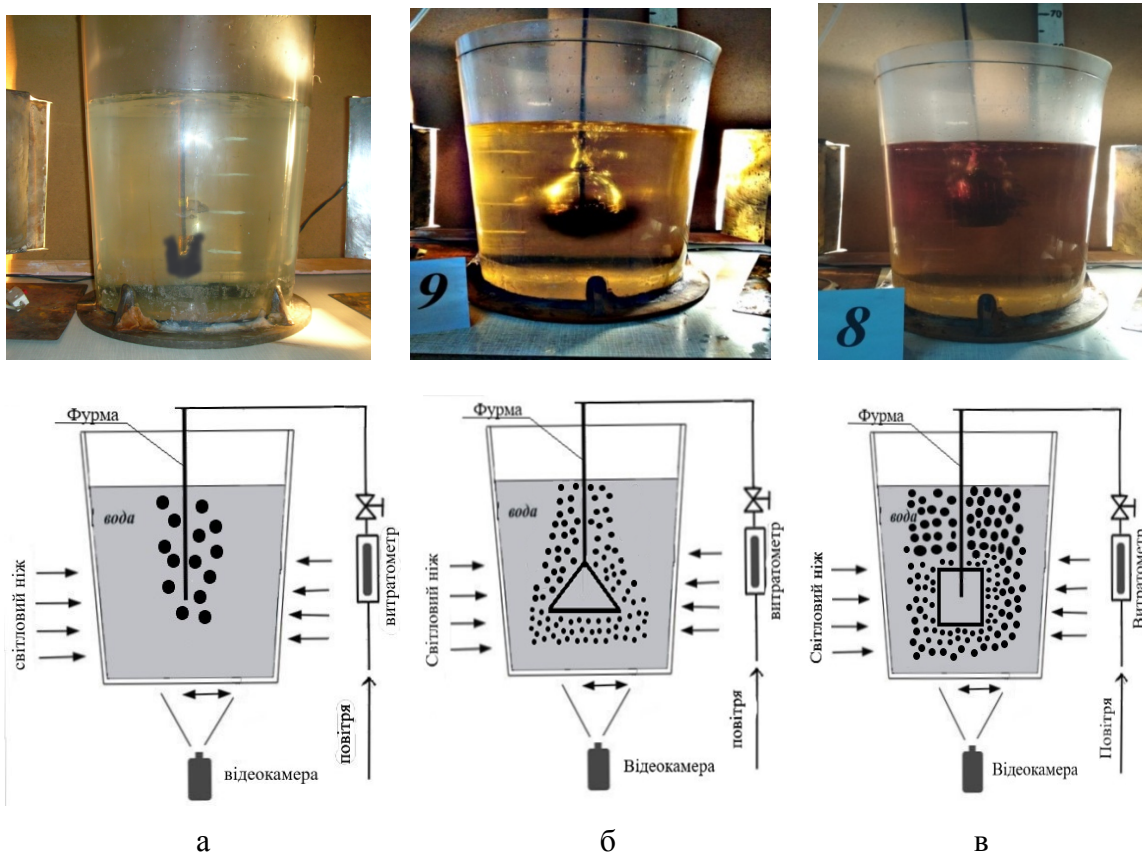 70
9
8
Фурма
вода
світловий ніж
витратометр
повітря
відеокамера
Фурма
вода
Світловий ніж
витратометр
повітря
Відеокамера
Фурма
вода
Світловий ніж
Витратометр
Повітря
Відеокамера
а
б
в